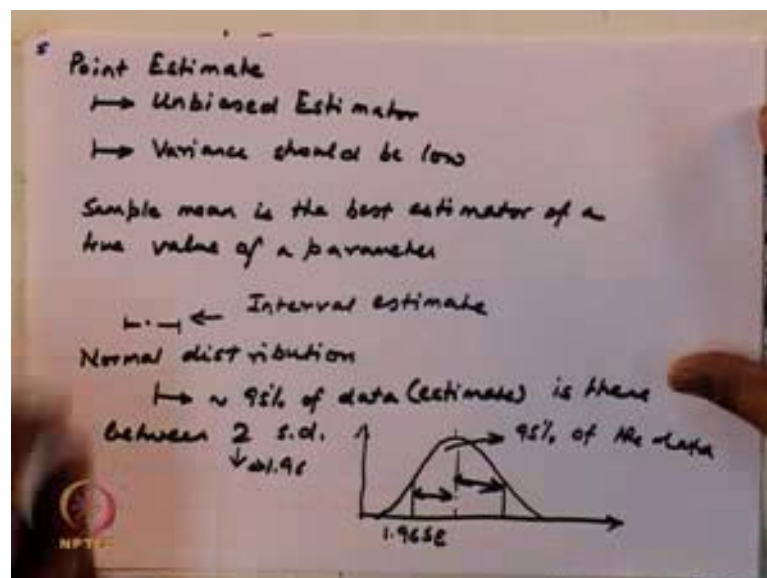 Point Estimate
↦ Unbiased Estimator
↦ Variance should be low
Sample mean is the best estimator of a
true value of a parameter
← Interval estimate
Normal distribution
↦ ~ 95% of data (estimate) is there
between 2 s.d.
95% of the data
↓ 1.96
1.96SE
NPTEL